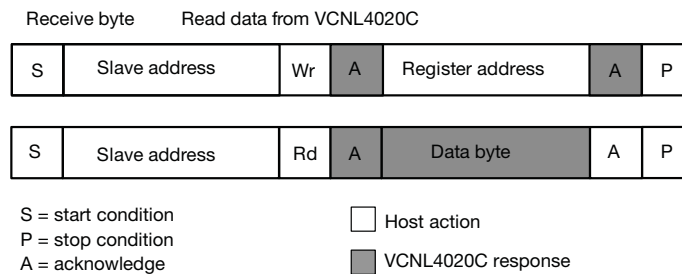 Receive byte Read data from VCNL4020C
S Slave address Wr A Register address A P
S Slave address Rd A Data byte A P
S = start condition
P = stop condition
A = acknowledge
Host action
VCNL4020C response